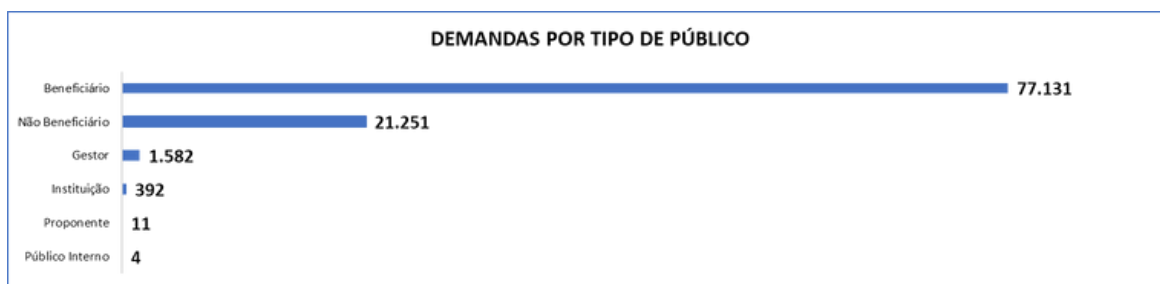 DEMANDAS POR TIPO DE PÚBLICO
Beneficiário 77.131
Não Beneficiário 21.251
Gestor 1.582
Instituição 392
Proponente 11
Público Interno 4